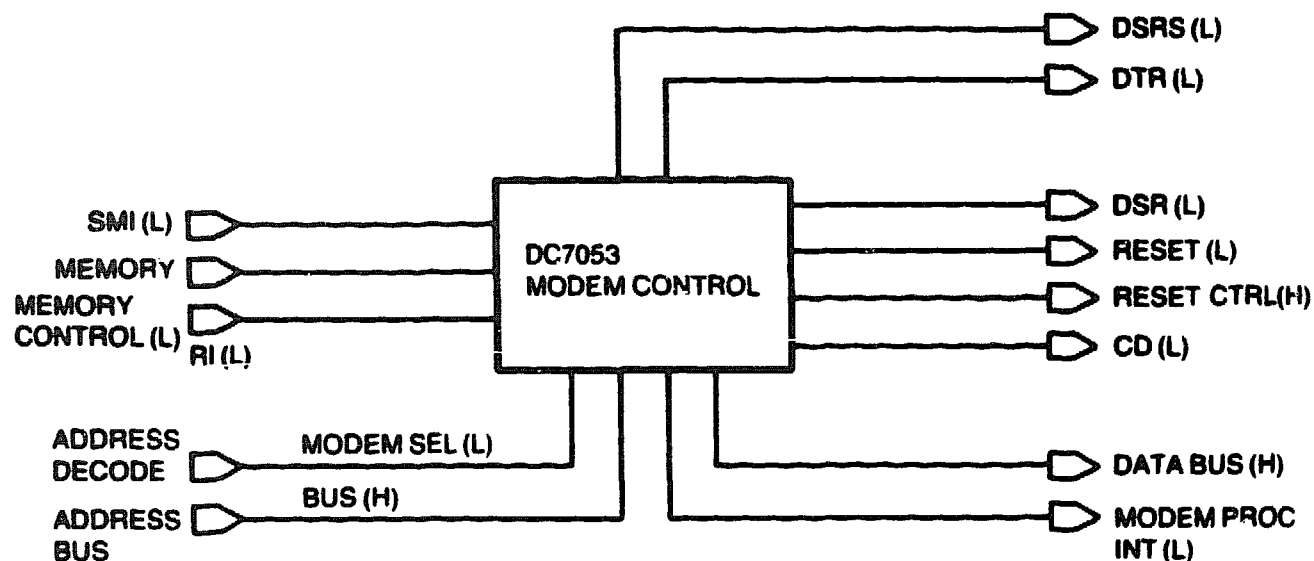 DSRS (L)
DTR (L)
SMI (L)
MEMORY
MEMORY
CONTROL (L)
RI (L)
DC7053
MODEM CONTROL
DSR (L)
RESET (L)
RESET CTRL(H)
CD (L)
ADDRESS
DECODE
MODEM SEL (L)
BUS (H)
ADDRESS
BUS
DATA BUS (H)
MODEM PROC
INT (L)